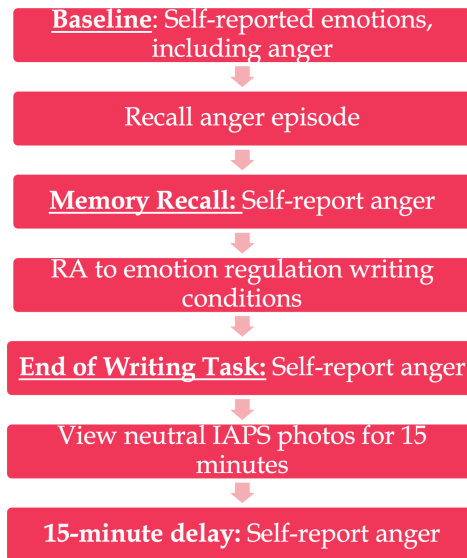 Baseline: Self-reported emotions,
including anger
Recall anger episode
Memory Recall: Self-report anger
RA to emotion regulation writing
conditions
End of Writing Task: Self-report anger
View neutral IAPS photos for 15
minutes
15-minute delay: Self-report anger